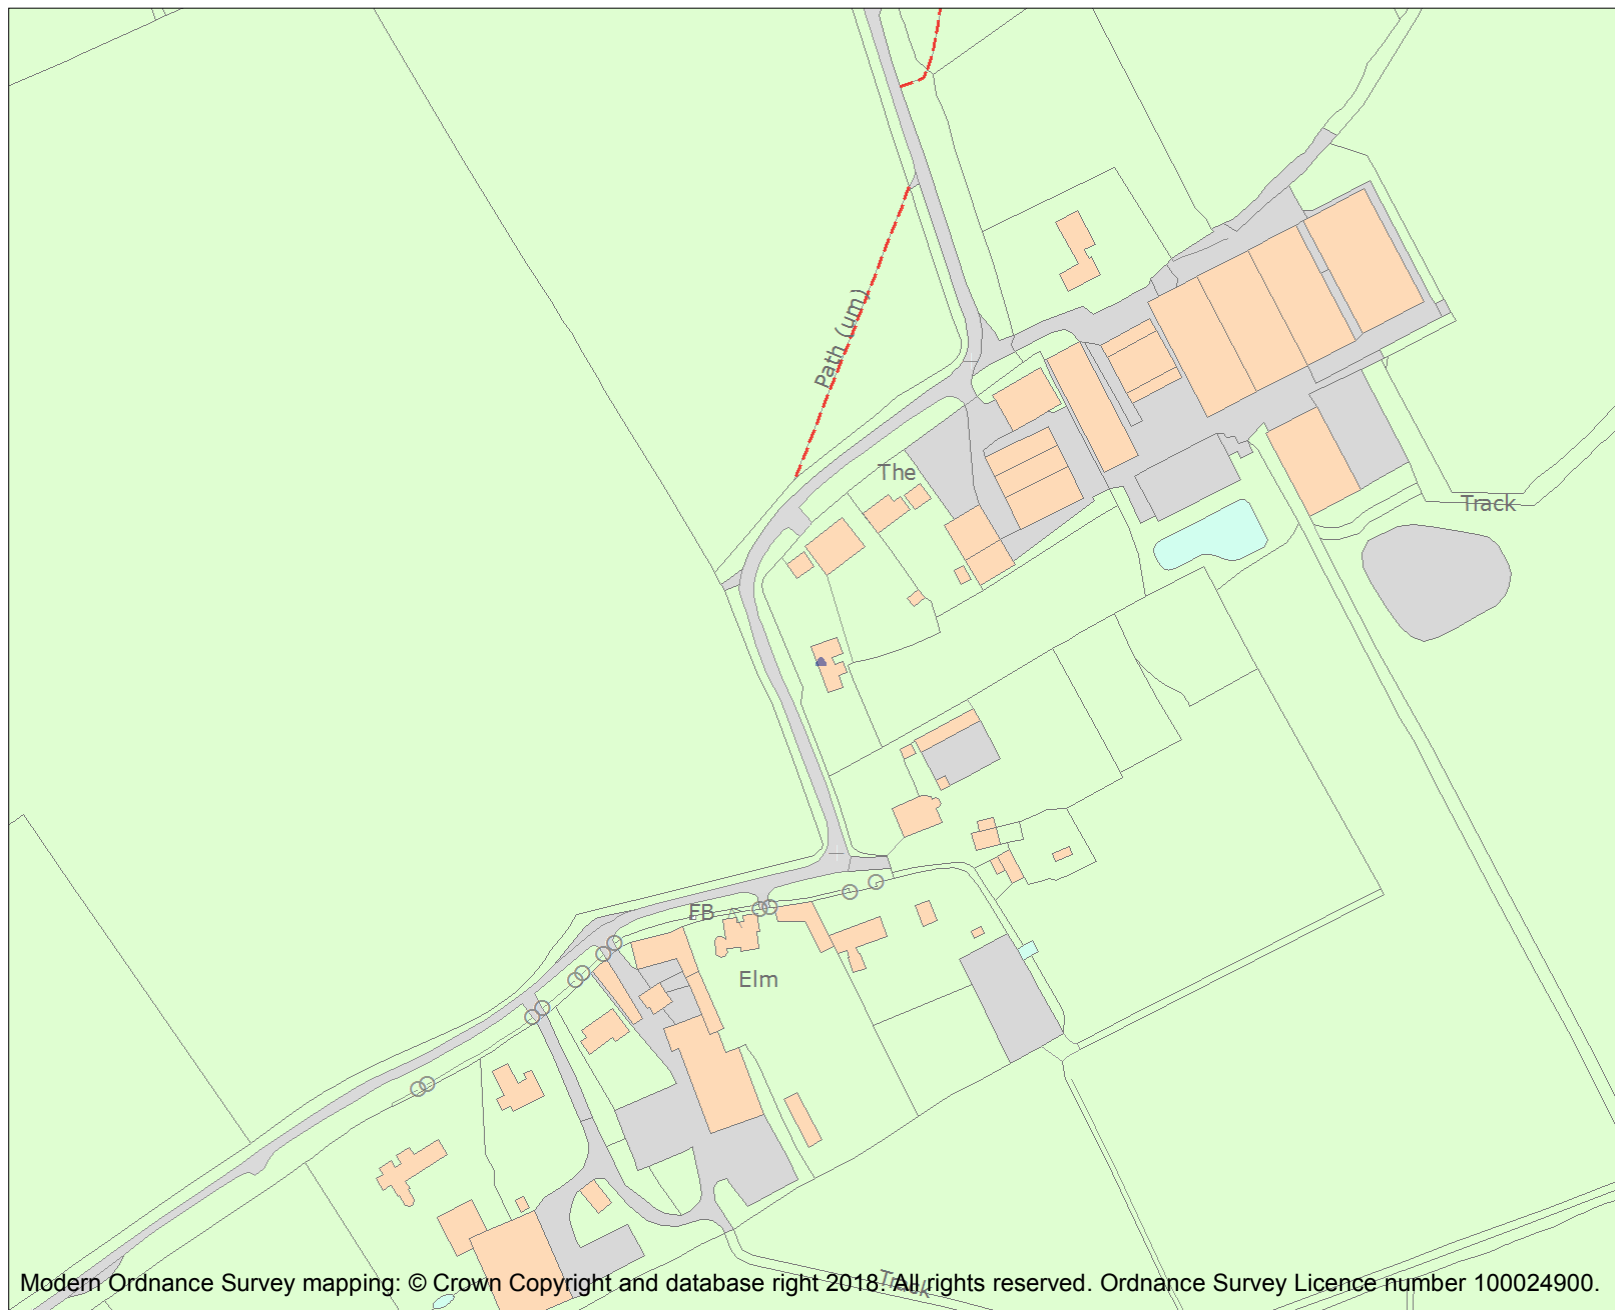 Path (um)
The
Track
FB
Elm
Track
Modern Ordnance Survey mapping: © Crown Copyright and database right 2018. All rights reserved. Ordnance Survey Licence number 100024900.